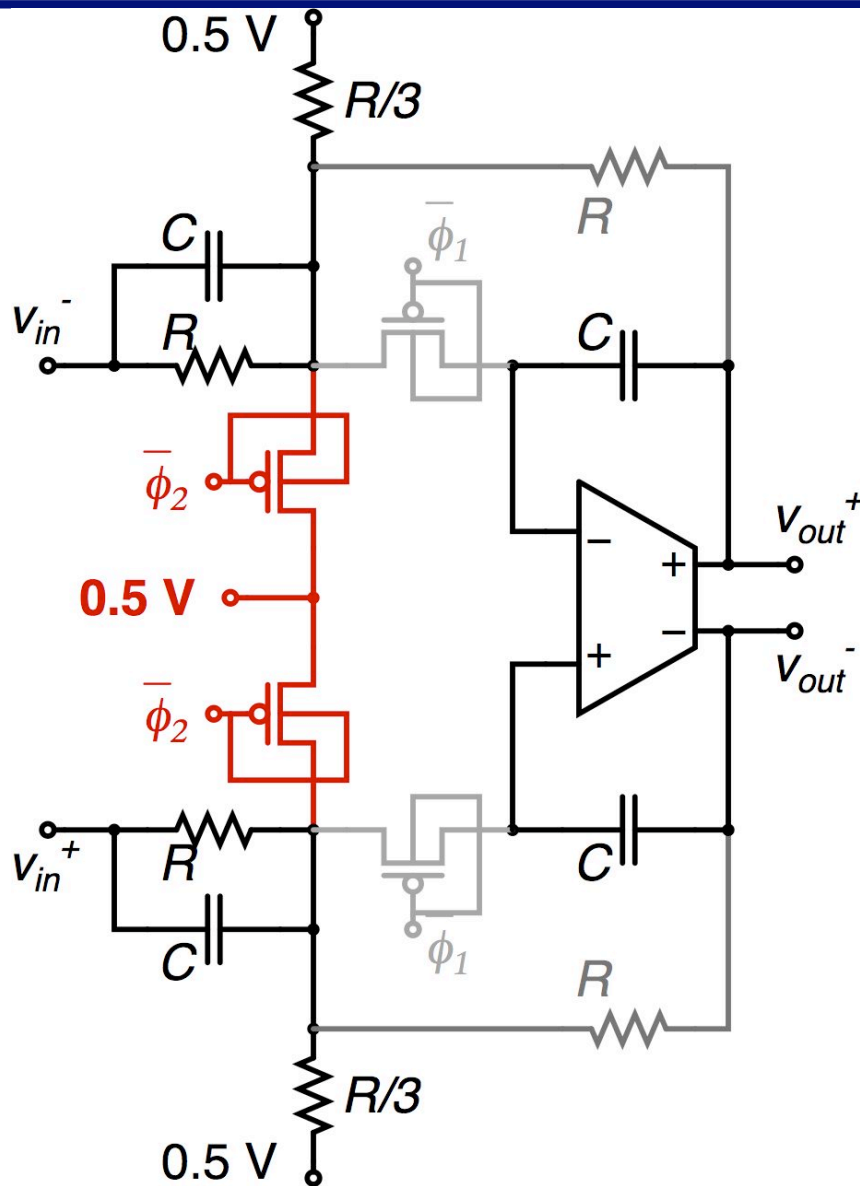 0.5 V
R/3
R
C
ϕ̅₁
vᵢₙ⁻
R
C
ϕ̅₂
0.5 V
−
+
vₒᵤₜ⁺
ϕ̅₂
+
−
vₒᵤₜ⁻
vᵢₙ⁺
R
C
C
ϕ̅₁
R
R/3
0.5 V